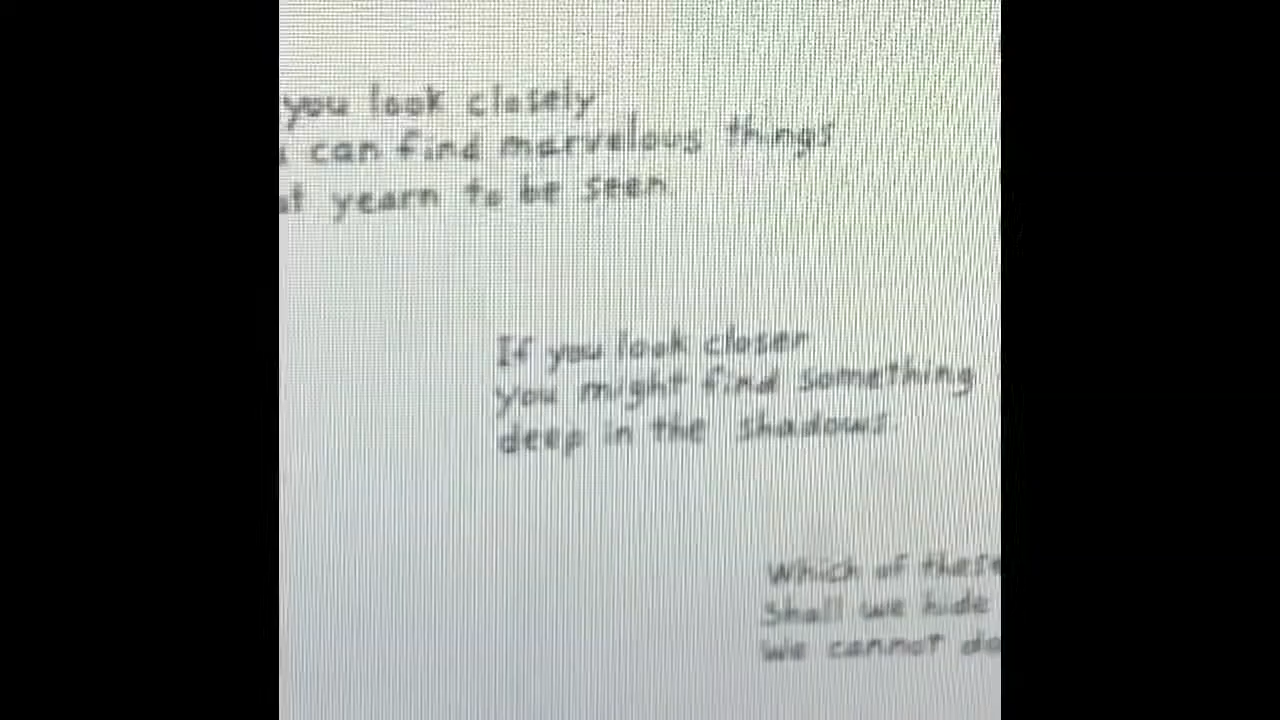 you look closely
can find marvelous things
yearn to be seen.
If you look closer
you might find something
deep in the shadows.
Which of these
Shall we hide
We cannot do